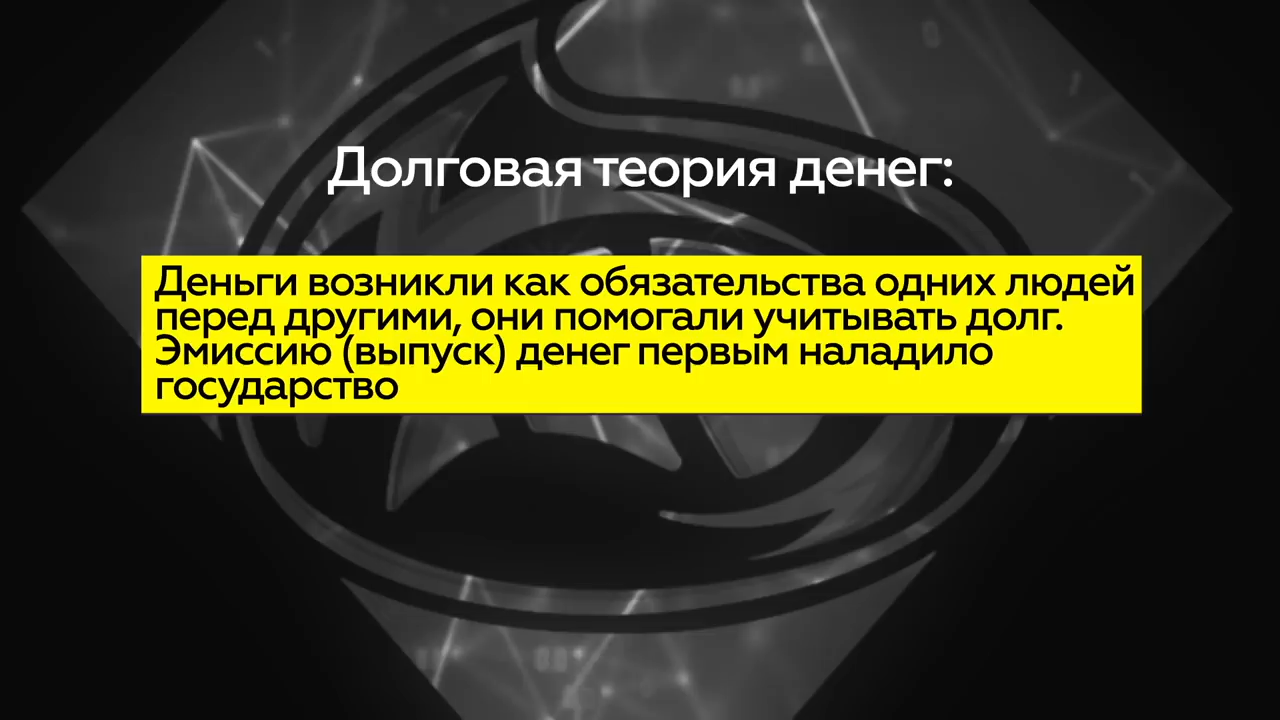 Долговая теория денег:
Деньги возникли как обязательства одних людей
перед другими, они помогали учитывать долг.
Эмиссию (выпуск) денег первым наладило
государство